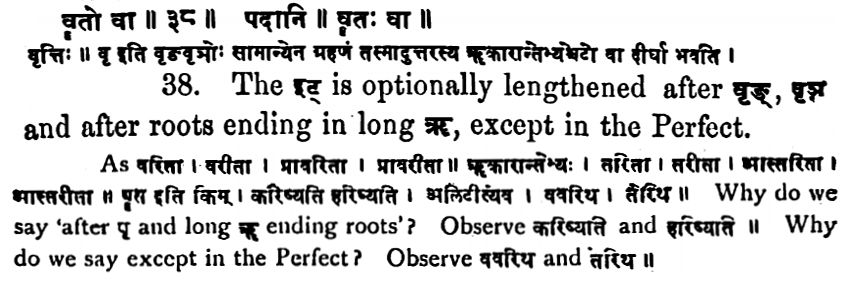 वॄतो वा ॥ ३८ ॥ पदानि ॥ वॄतः वा ॥
वृत्तिः ॥ वृ इति वृङवृञोः सामान्येन ग्रहणं तस्मादुत्तरस्य ॠकारान्तेभ्यश्चेटो वा दीर्घो भवति ।
38. The इट् is optionally lengthened after वृङ्, वृञ्
and after roots ending in long ॠ, except in the Perfect.
As वरिता । वरीता । प्रावरिता । प्रावरीता ॥ ॠकारान्तेभ्यः । तरिता । तरीता । आस्तरिता ।
आस्तरीता ॥ वॄत इति किम् । करिष्यति हरिष्यति । अलिटीत्येव । ववरिथ । तेरिथ ॥ Why do we
say 'after वृ and long ॠ ending roots'? Observe करिष्यति and हरिष्यति ॥ Why
do we say except in the Perfect? Observe ववरिथ and तरिथ ॥